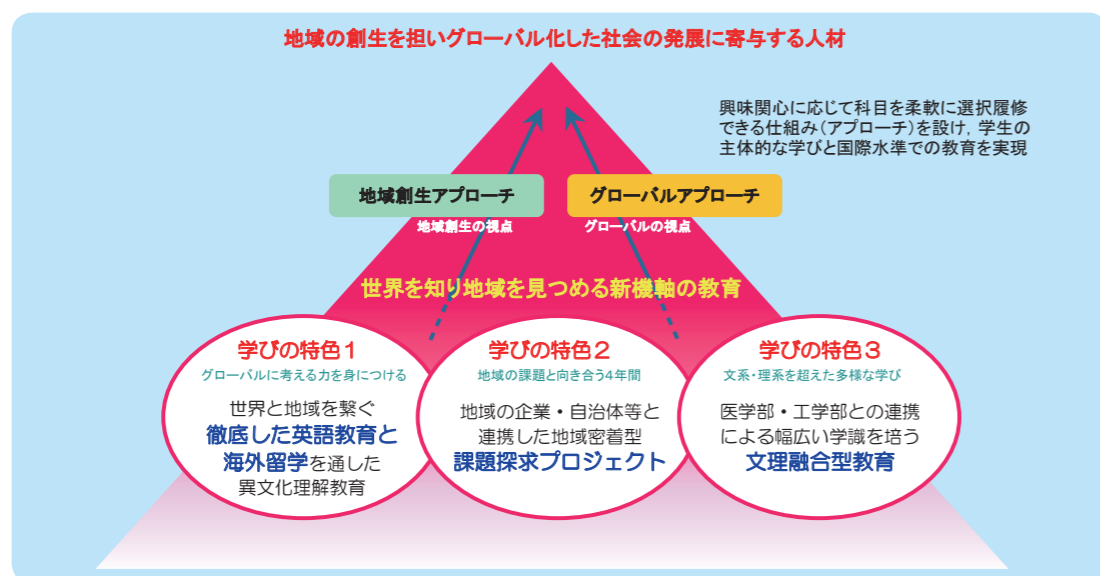 地域の創生を担いグローバル化した社会の発展に寄与する人材
興味関心に応じて科目を柔軟に選択履修
できる仕組み（アプローチ）を設け，学生の
主体的な学びと国際水準での教育を実現
地域創生アプローチ
グローバルアプローチ
地域創生の視点
グローバルの視点
世界を知り地域を見つめる新機軸の教育
学びの特色１
グローバルに考える力を身につける
世界と地域を繋ぐ
徹底した英語教育と
海外留学を通した
異文化理解教育
学びの特色２
地域の課題と向き合う4年間
地域の企業・自治体等と
連携した地域密着型
課題探求プロジェクト
学びの特色３
文系・理系を超えた多様な学び
医学部・工学部との連携
による幅広い学識を培う
文理融合型教育